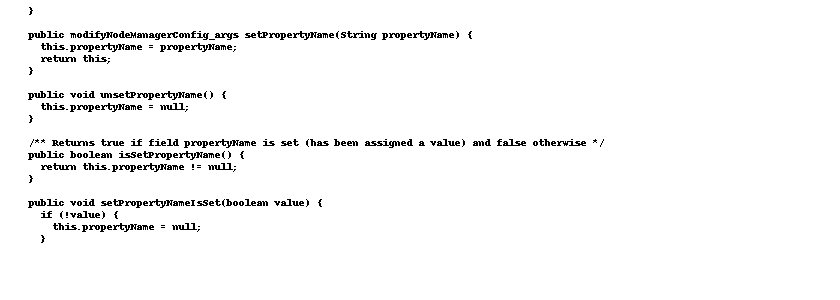 }
public modifyNodeManagerConfig_args setPropertyName(String propertyName) {
this.propertyName = propertyName;
return this;
}
public void unsetPropertyName() {
this.propertyName = null;
}
/** Returns true if field propertyName is set (has been assigned a value) and false otherwise */
public boolean isSetPropertyName() {
return this.propertyName != null;
}
public void setPropertyNameIsSet(boolean value) {
if (!value) {
this.propertyName = null;
}